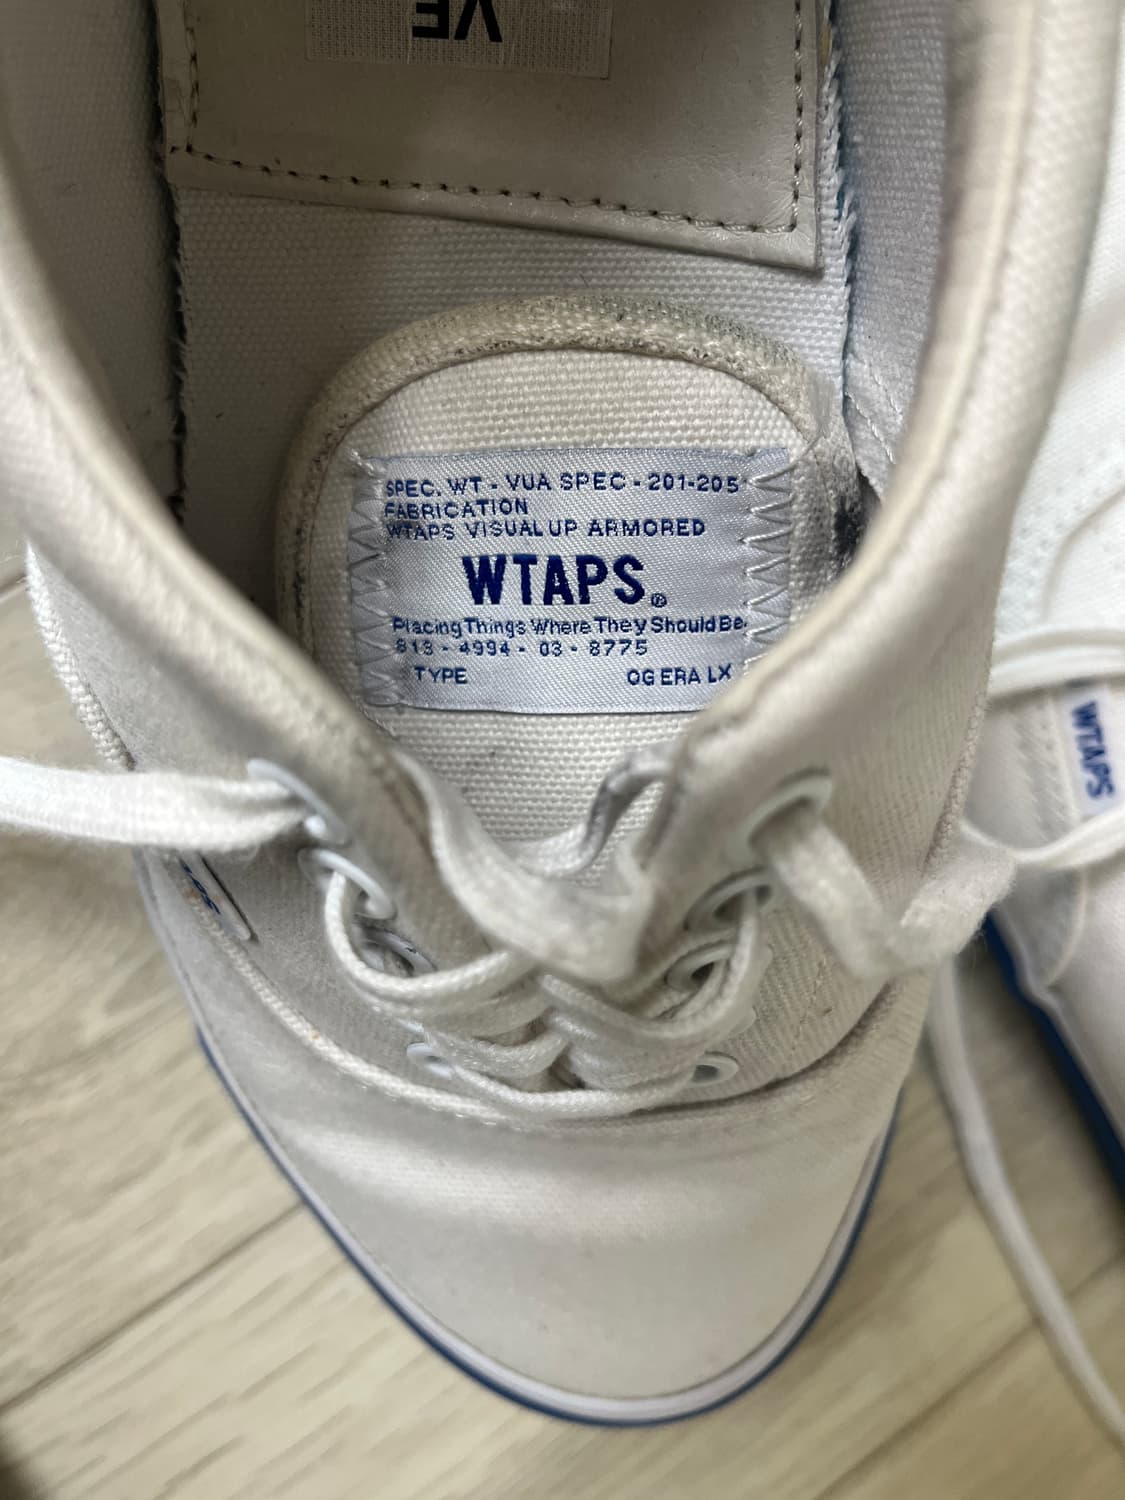 VE
SPEC. WT - VUA SPEC - 201-205
FABRICATION
WTAPS VISUAL UP ARMORED
WTAPS®
Placing Things Where They Should Be.
813 - 4994 - 03 - 8775
TYPE OG ERA LX
WTAPS